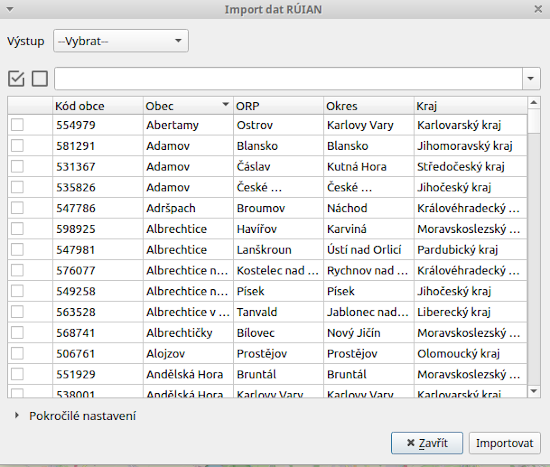 Import dat RÚIAN
Výstup --Vybrat--
Kód obce Obec ORP Okres Kraj
554979 Abertamy Ostrov Karlovy Vary Karlovarský kraj
581291 Adamov Blansko Blansko Jihomoravský kraj
531367 Adamov Čáslav Kutná Hora Středočeský kraj
535826 Adamov České ... České ... Jihočeský kraj
547786 Adršpach Broumov Náchod Královéhradecký ...
598925 Albrechtice Havířov Karviná Moravskoslezský ...
547981 Albrechtice Lanškroun Ústí nad Orlicí Pardubický kraj
576077 Albrechtice n... Kostelec nad ... Rychnov nad ... Královéhradecký ...
549258 Albrechtice n... Písek Písek Jihočeský kraj
563528 Albrechtice v ... Tanvald Jablonec nad... Liberecký kraj
568741 Albrechtičky Bílovec Nový Jičín Moravskoslezský ...
506761 Alojzov Prostějov Prostějov Olomoucký kraj
551929 Andělská Hora Bruntál Bruntál Moravskoslezský ...
538001 Andělská Hora Karlovy Vary Karlovy Vary Karlovarský kraj
Pokročilé nastavení
Zavřít Importovat